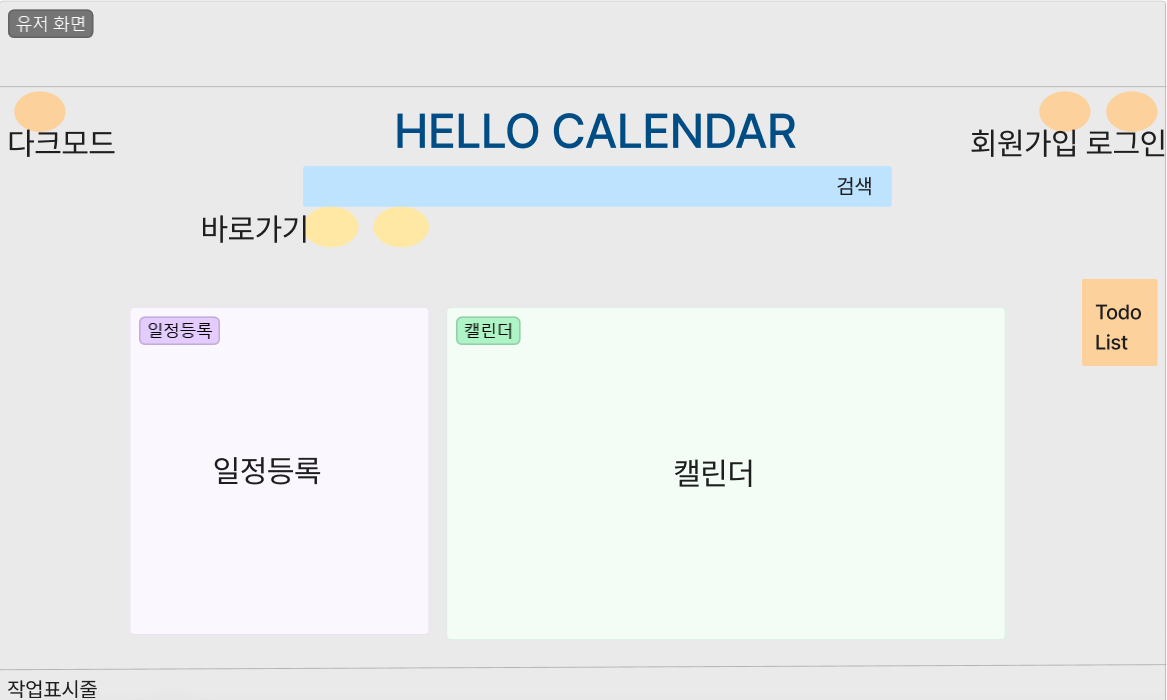 유저 화면
다크모드
HELLO CALENDAR
회원가입 로그인
검색
바로가기
Todo
List
일정등록
일정등록
캘린더
캘린더
작업표시줄